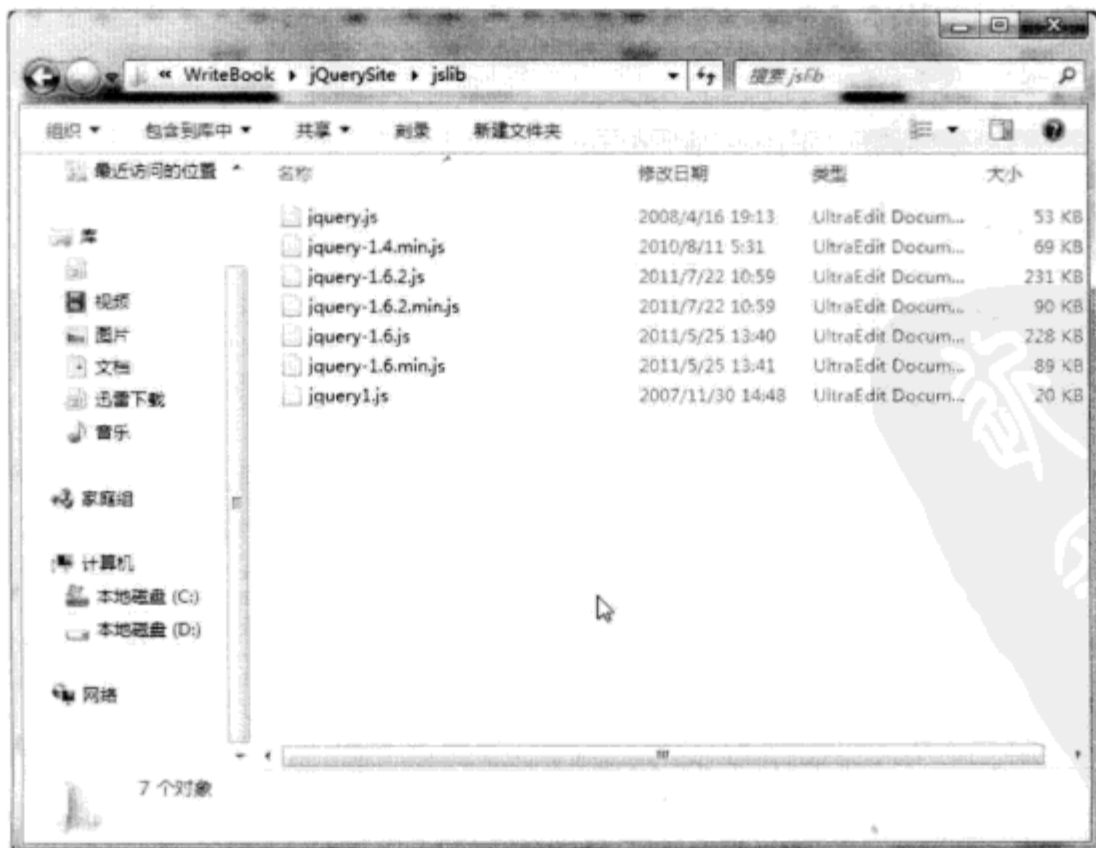 « WriteBook ▸ jQuerySite ▸ jslib 搜索 jslib
组织 包含到库中 共享 刻录 新建文件夹
最近访问的位置
库
视频
图片
文档
迅雷下载
音乐
家庭组
计算机
本地磁盘 (C:)
本地磁盘 (D:)
网络
名称 修改日期 类型 大小
jquery.js 2008/4/16 19:13 UltraEdit Docum... 53 KB
jquery-1.4.min.js 2010/8/11 5:31 UltraEdit Docum... 69 KB
jquery-1.6.2.js 2011/7/22 10:59 UltraEdit Docum... 231 KB
jquery-1.6.2.min.js 2011/7/22 10:59 UltraEdit Docum... 90 KB
jquery-1.6.js 2011/5/25 13:40 UltraEdit Docum... 228 KB
jquery-1.6.min.js 2011/5/25 13:41 UltraEdit Docum... 89 KB
jquery1.js 2007/11/30 14:48 UltraEdit Docum... 20 KB
7 个对象